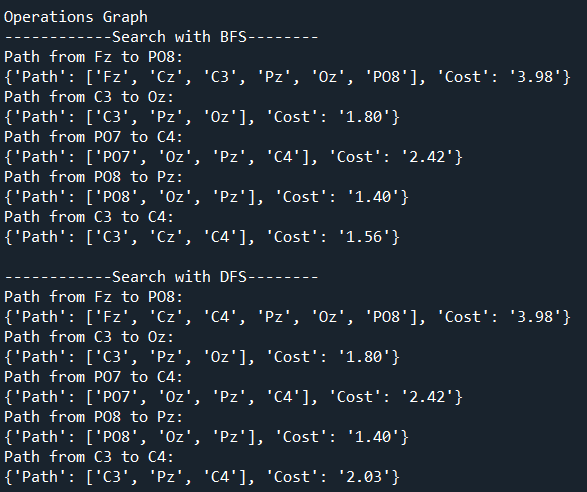 Operations Graph
------------Search with BFS--------
Path from Fz to PO8:
{'Path': ['Fz', 'Cz', 'C3', 'Pz', 'Oz', 'PO8'], 'Cost': '3.98'}
Path from C3 to Oz:
{'Path': ['C3', 'Pz', 'Oz'], 'Cost': '1.80'}
Path from PO7 to C4:
{'Path': ['PO7', 'Oz', 'Pz', 'C4'], 'Cost': '2.42'}
Path from PO8 to Pz:
{'Path': ['PO8', 'Oz', 'Pz'], 'Cost': '1.40'}
Path from C3 to C4:
{'Path': ['C3', 'Cz', 'C4'], 'Cost': '1.56'}

------------Search with DFS--------
Path from Fz to PO8:
{'Path': ['Fz', 'Cz', 'C4', 'Pz', 'Oz', 'PO8'], 'Cost': '3.98'}
Path from C3 to Oz:
{'Path': ['C3', 'Pz', 'Oz'], 'Cost': '1.80'}
Path from PO7 to C4:
{'Path': ['PO7', 'Oz', 'Pz', 'C4'], 'Cost': '2.42'}
Path from PO8 to Pz:
{'Path': ['PO8', 'Oz', 'Pz'], 'Cost': '1.40'}
Path from C3 to C4:
{'Path': ['C3', 'Pz', 'C4'], 'Cost': '2.03'}